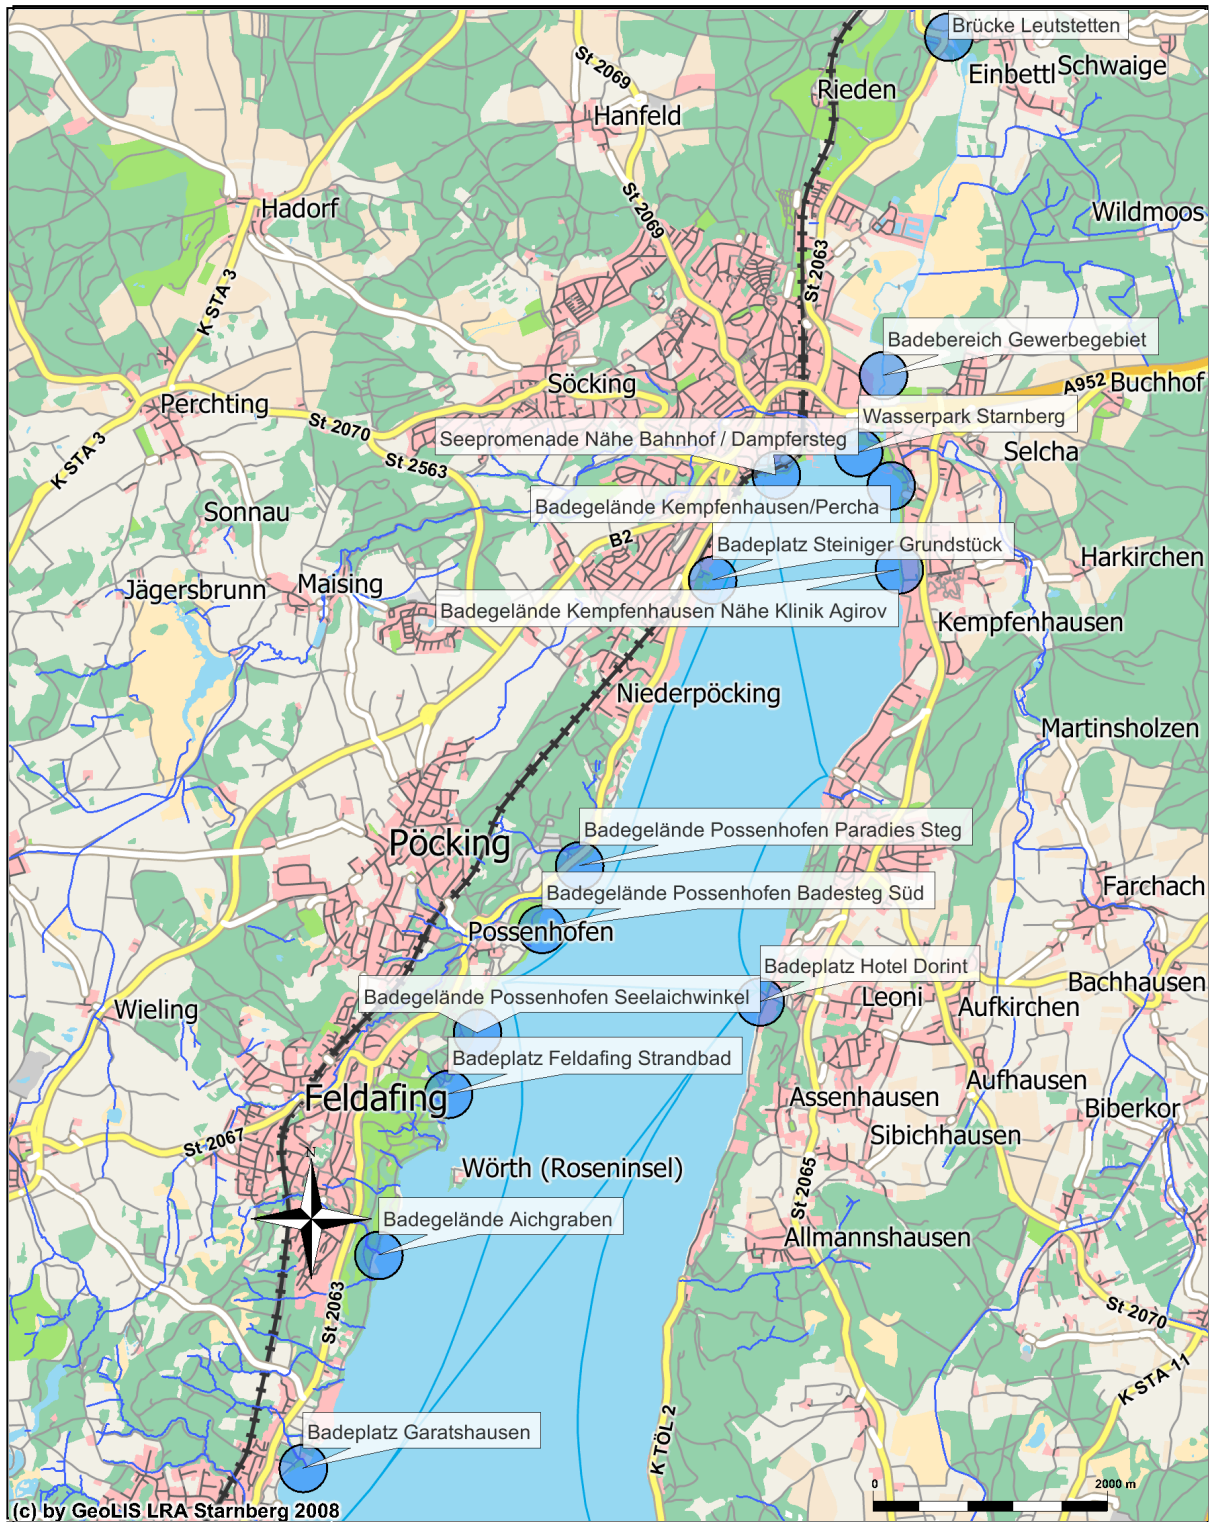 Brücke Leutstetten
St 2069
Einbettl
Schwaige
Rieden
Hanfeld
Hadorf
St 2069
Wildmoos
K STA 3
St 2063
Badebereich Gewerbegebiet
Söcking
A952
Buchhof
Perchting
St 2070
Wasserpark Starnberg
Seepromenade Nähe Bahnhof / Dampfersteg
K STA 3
St 2563
Selcha
Sonnau
Badegelände Kempfenhausen/Percha
B2
Badeplatz Steiniger Grundstück
Harkirchen
Jägersbrunn
Maising
Badegelände Kempfenhausen Nähe Klinik Agirov
Kempfenhausen
Niederpöcking
Martinsholzen
Pöcking
Badegelände Possenhofen Paradies Steg
Badegelände Possenhofen Badesteg Süd
Farchach
Possenhofen
Badeplatz Hotel Dorint
Bachhausen
Badegelände Possenhofen Seelaichwinkel
Leoni
Aufkirchen
Wieling
Badeplatz Feldafing Strandbad
Feldafing
Aufhausen
Assenhausen
Biberkor
St 2067
Sibichhausen
N
Wörth (Roseninsel)
St 2065
Badegelände Aichgraben
Allmannshausen
St 2063
St 2070
K STA 11
Badeplatz Garatshausen
K TÖL 2
0
2000 m
(c) by GeoLIS LRA Starnberg 2008